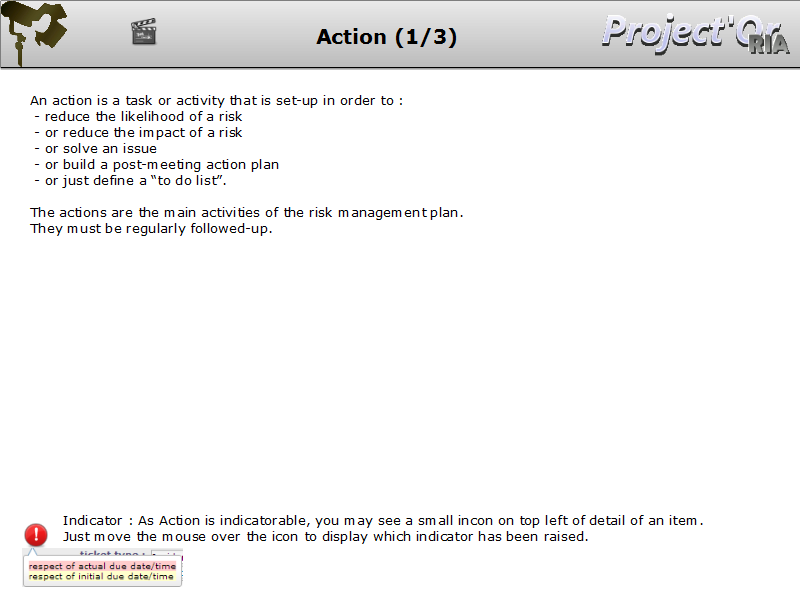 Action (1/3)
Project'Or
RIA
An action is a task or activity that is set-up in order to :
- reduce the likelihood of a risk
- or reduce the impact of a risk
- or solve an issue
- or build a post-meeting action plan
- or just define a “to do list”.
The actions are the main activities of the risk management plan.
They must be regularly followed-up.
Indicator : As Action is indicatorable, you may see a small incon on top left of detail of an item.
Just move the mouse over the icon to display which indicator has been raised.
ticket type :
respect of actual due date/time
respect of initial due date/time